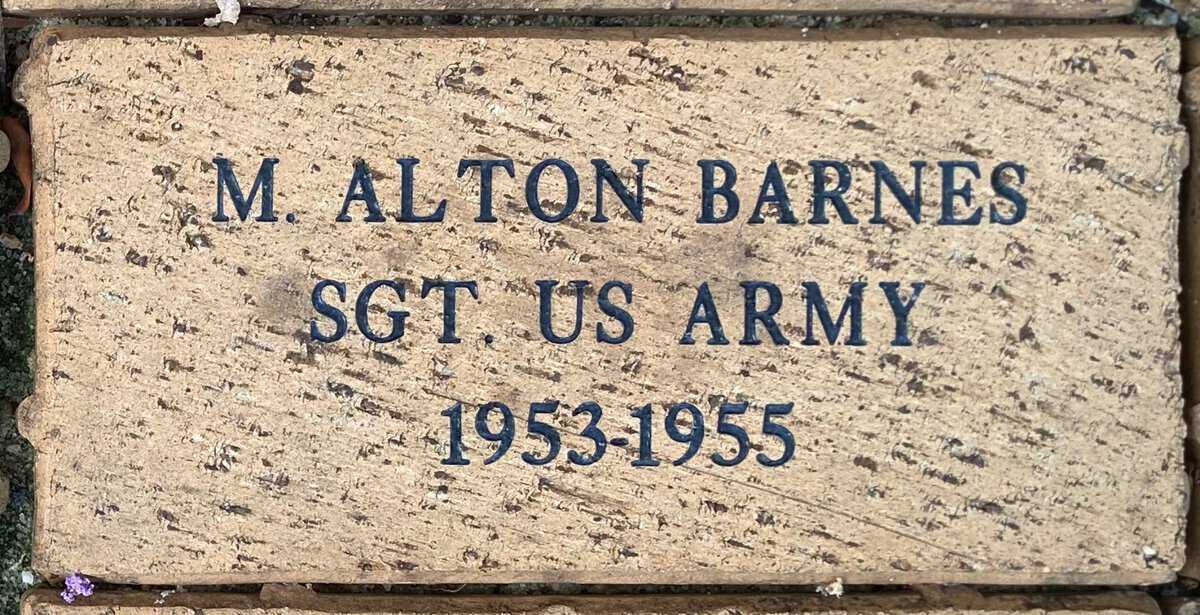 M. ALTON BARNES
SGT. US ARMY
1953-1955